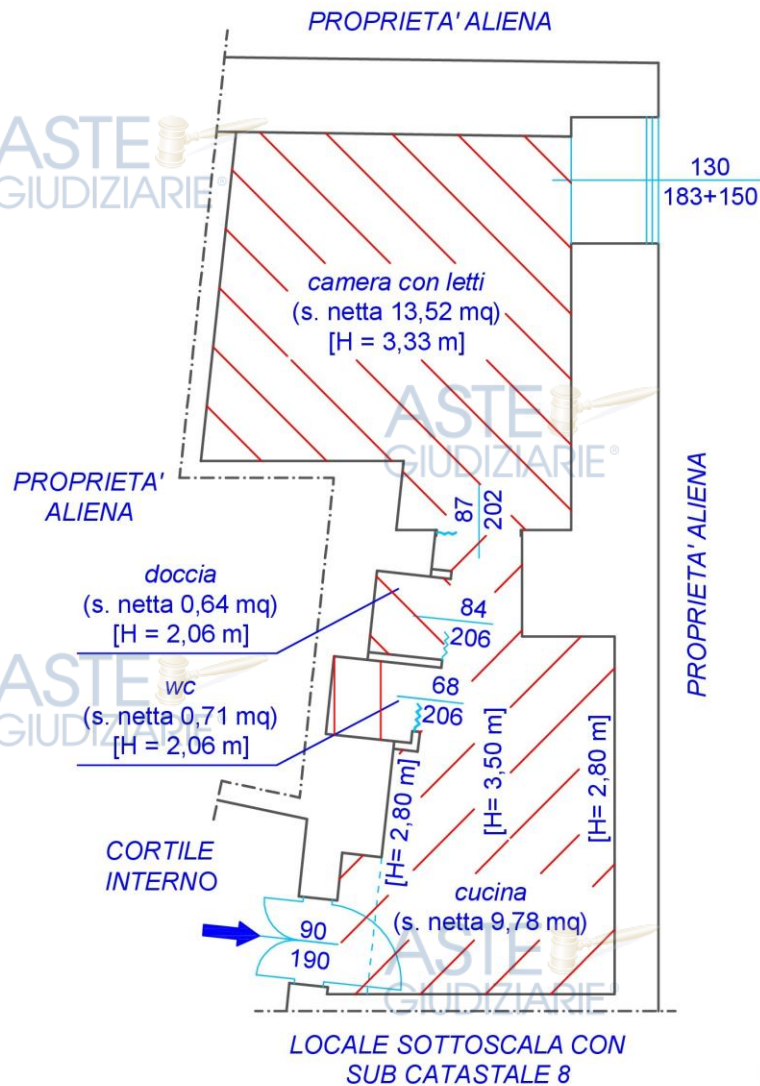 PROPRIETA' ALIENA
ASTE
GIUDIZIARIE®
130
183+150
camera con letti
(s. netta 13,52 mq)
[H = 3,33 m]
ASTE
GIUDIZIARIE®
PROPRIETA'
ALIENA
PROPRIETA' ALIENA
87
202
doccia
(s. netta 0,64 mq)
[H = 2,06 m]
84
206
ASTE
GIUDIZIARIE®
wc
(s. netta 0,71 mq)
[H = 2,06 m]
68
206
[H= 2,80 m]
[H= 3,50 m]
[H= 2,80 m]
CORTILE
INTERNO
cucina
(s. netta 9,78 mq)
90
190
ASTE
GIUDIZIARIE®
LOCALE SOTTOSCALA CON
SUB CATASTALE 8